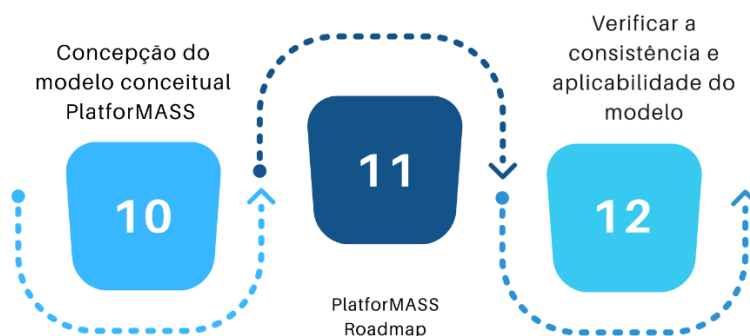 Concepção do
modelo conceitual
PlatforMASS
10
11
PlatforMASS
Roadmap
Verificar a
consistência e
aplicabilidade do
modelo
12